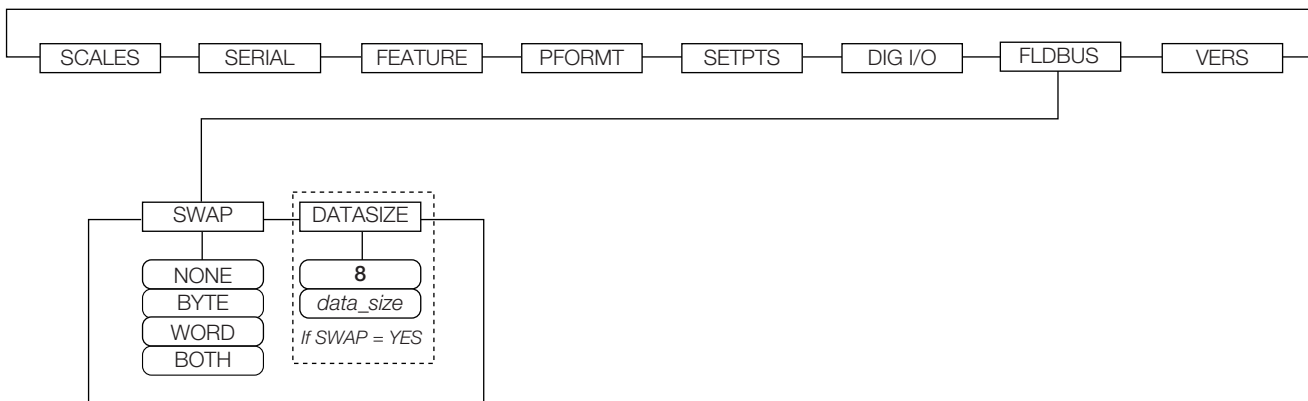 SCALES SERIAL FEATURE PFORMT SETPTS DIG I/O FLDBUS VERS
SWAP DATASIZE
NONE 8
BYTE data_size
WORD If SWAP = YES
BOTH